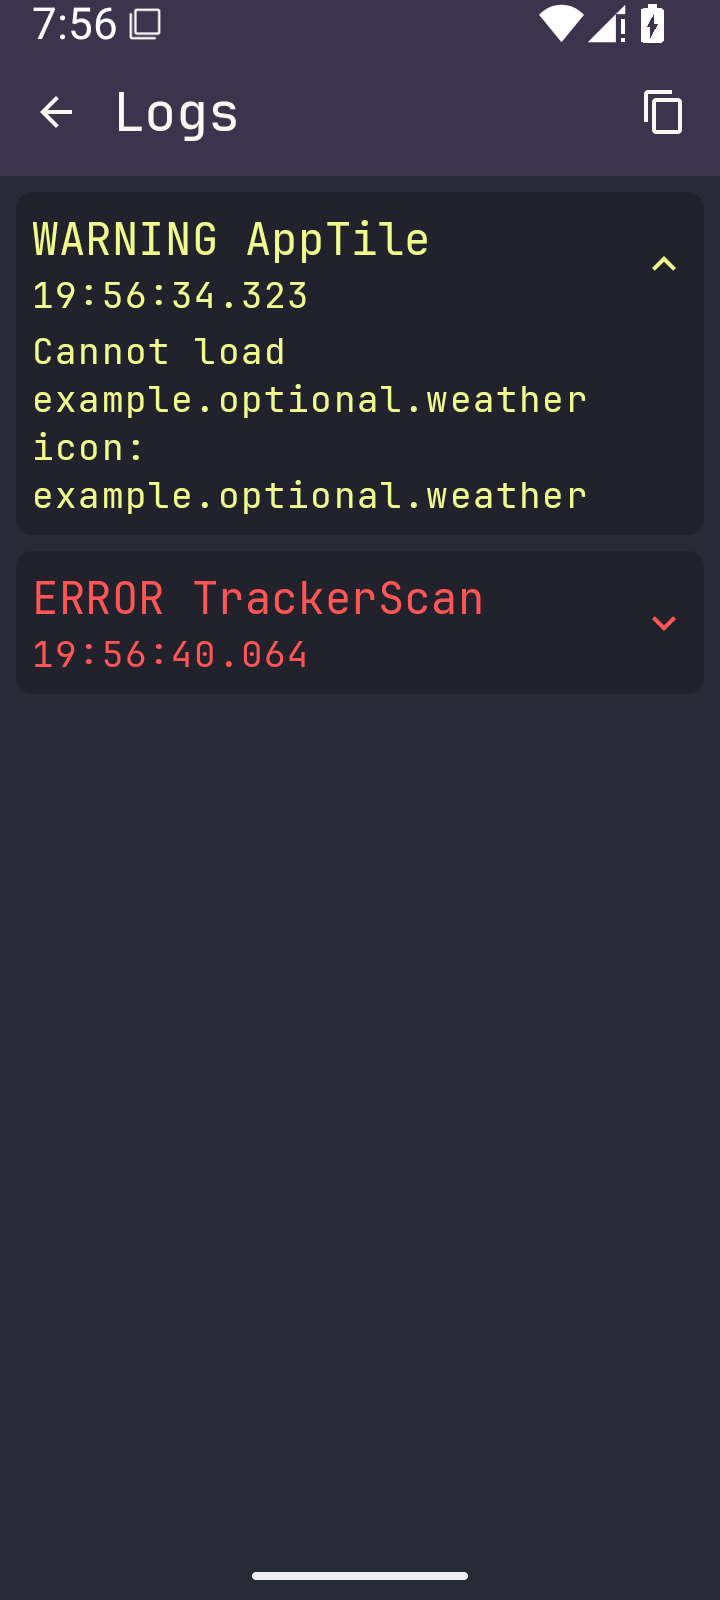 7:56
Logs
WARNING AppTile
19:56:34.323
Cannot load
example.optional.weather
icon:
example.optional.weather
ERROR TrackerScan
19:56:40.064